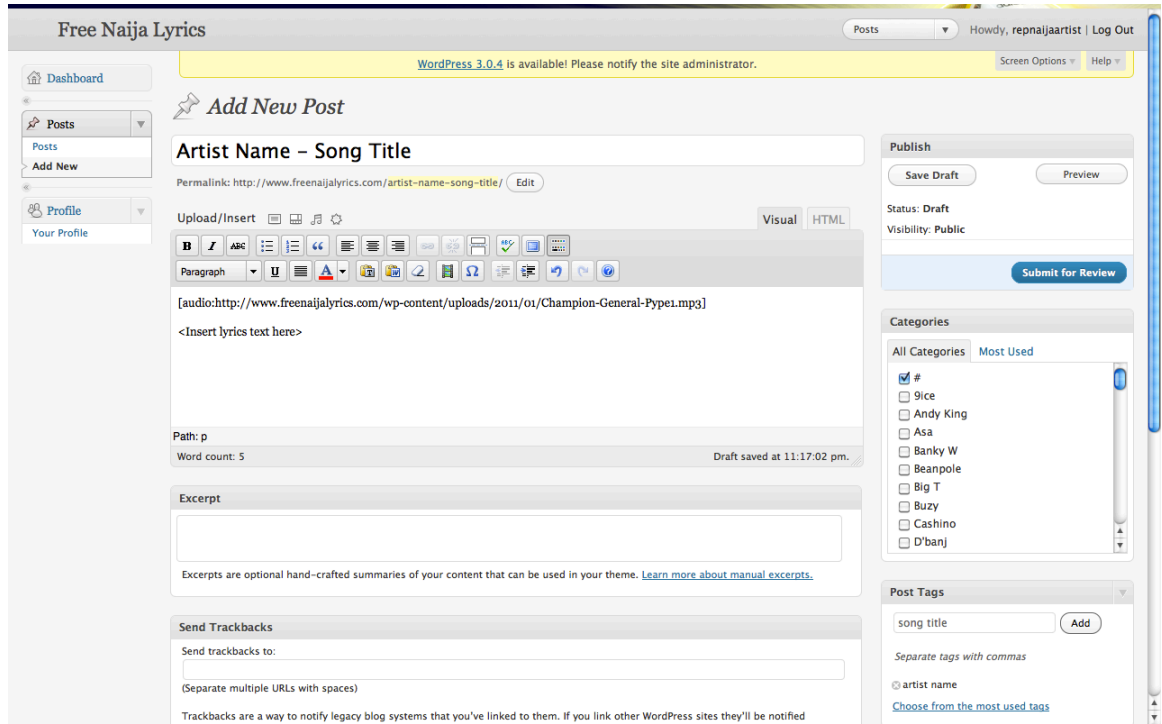 Free Naija Lyrics
Posts
Howdy, repnaijaartist | Log Out
WordPress 3.0.4 is available! Please notify the site administrator.
Screen Options
Help
Dashboard
Posts
Posts
Add New
Profile
Your Profile
Add New Post
Artist Name – Song Title
Permalink: http://www.freenaijalyrics.com/artist-name-song-title/ Edit
Upload/Insert
Visual
HTML
B I ABC
ABC
Paragraph
U
A
Ω
[audio:http://www.freenaijalyrics.com/wp-content/uploads/2011/01/Champion-General-Pype1.mp3]
<Insert lyrics text here>
Path: p
Word count: 5
Draft saved at 11:17:02 pm.
Excerpt
Excerpts are optional hand-crafted summaries of your content that can be used in your theme. Learn more about manual excerpts.
Send Trackbacks
Send trackbacks to:
(Separate multiple URLs with spaces)
Trackbacks are a way to notify legacy blog systems that you've linked to them. If you link other WordPress sites they'll be notified
Publish
Save Draft
Preview
Status: Draft
Visibility: Public
Submit for Review
Categories
All Categories
Most Used
#
9ice
Andy King
Asa
Banky W
Beanpole
Big T
Buzy
Cashino
D'banj
Post Tags
song title
Add
Separate tags with commas
artist name
Choose from the most used tags